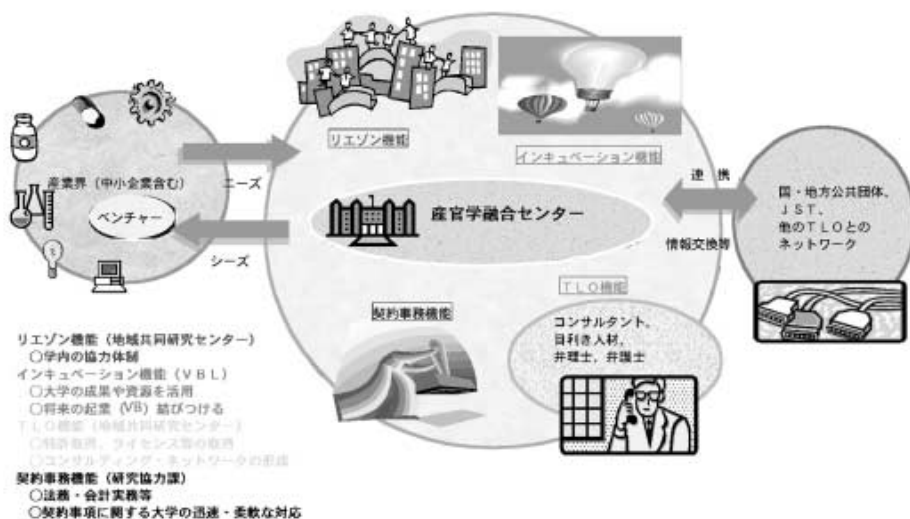 リエゾン機能
インキュベーション機能
産業界（中小企業含む）
ベンチャー
ニーズ
シーズ
産官学融合センター
連 携
情報交換等
国・地方公共団体、
ＪＳＴ、
他のＴＬＯとの
ネットワーク
契約事務機能
ＴＬＯ機能
コンサルタント、
目利き人材、
弁理士、弁護士
リエゾン機能（地域共同研究センター）
○学内の協力体制
インキュベーション機能（ＶＢＬ）
○大学の成果や資源を活用
○将来の起業（VB）結びつける
ＴＬＯ機能（地域共同研究センター）
○特許取得、ライセンス等の取得
○コンサルティング・ネットワークの形成
契約事務機能（研究協力課）
○法務・会計実務等
○契約事項に関する大学の迅速・柔軟な対応